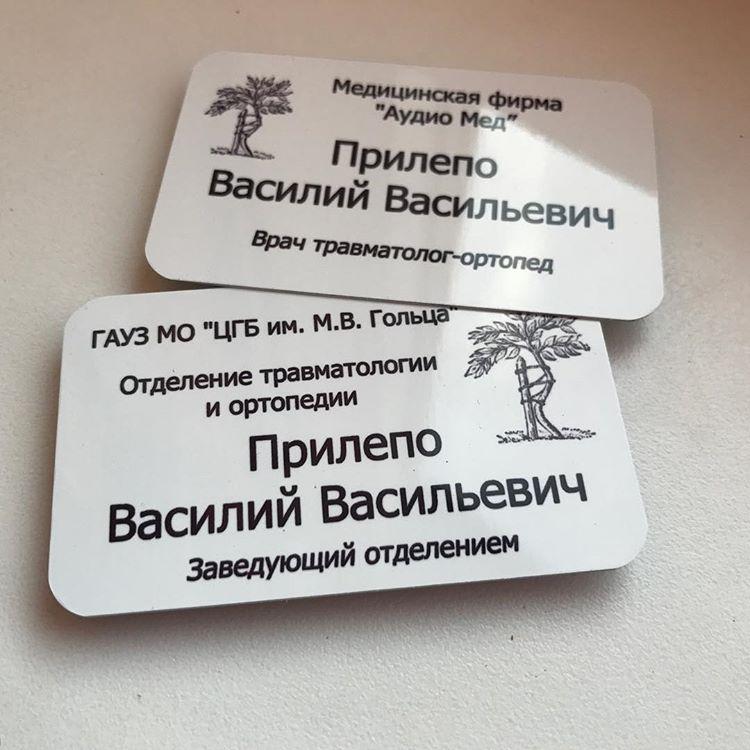 Медицинская фирма
"Аудио Мед"
Прилепо
Василий Васильевич
Врач травматолог-ортопед
ГАУЗ МО "ЦГБ им. М.В. Гольца"
Отделение травматологии
и ортопедии
Прилепо
Василий Васильевич
Заведующий отделением